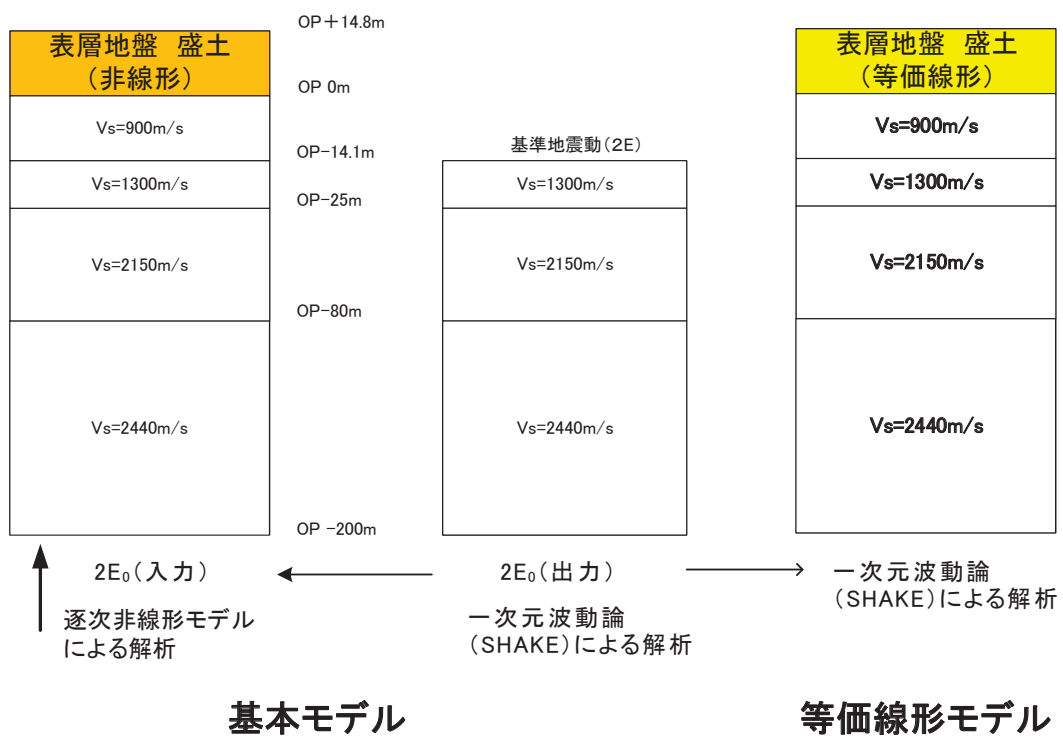 表層地盤 盛土
(非線形)
Vs=900m/s
Vs=1300m/s
Vs=2150m/s
Vs=2440m/s
OP+14.8m
OP 0m
OP-14.1m
OP-25m
OP-80m
OP -200m
基準地震動(2E)
Vs=1300m/s
Vs=2150m/s
Vs=2440m/s
表層地盤 盛土
(等価線形)
Vs=900m/s
Vs=1300m/s
Vs=2150m/s
Vs=2440m/s
2E₀(入力)
逐次非線形モデル
による解析
2E₀(出力)
一次元波動論
(SHAKE)による解析
一次元波動論
(SHAKE)による解析
基本モデル
等価線形モデル